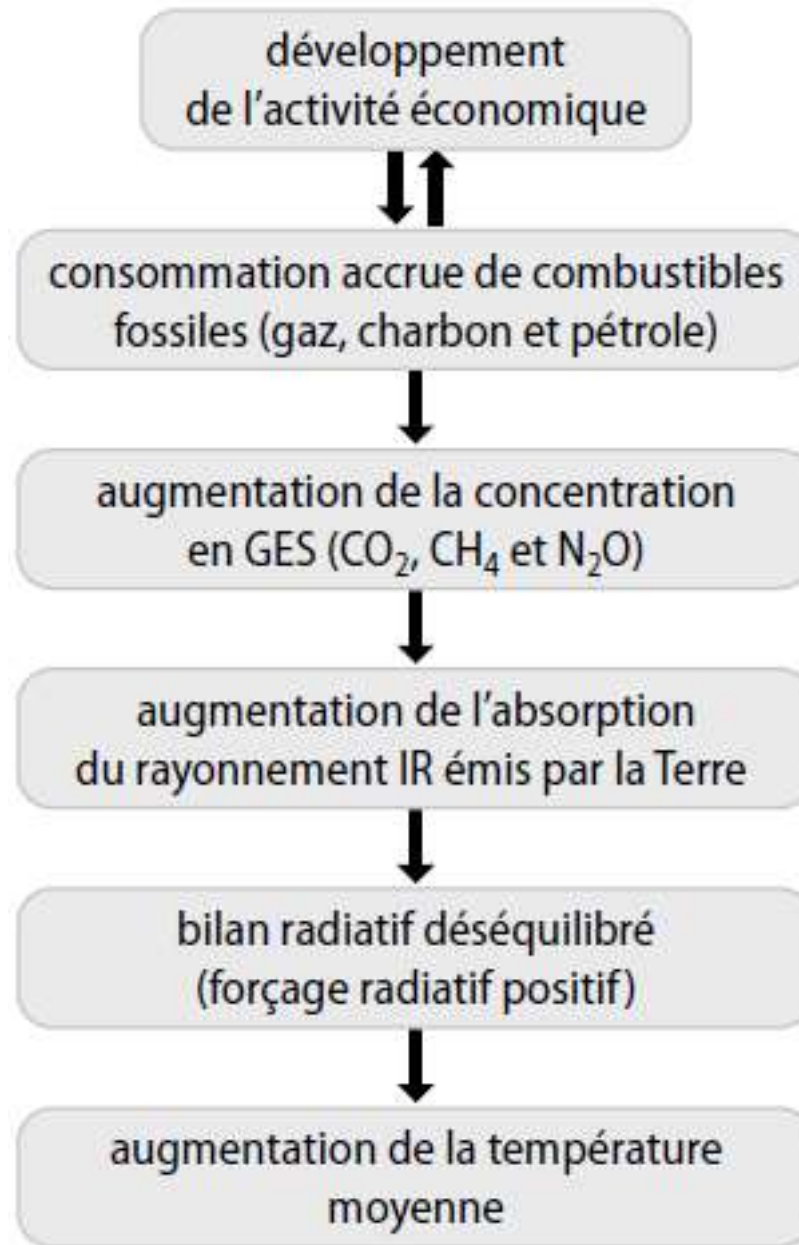 développement
de l’activité économique
consommation accrue de combustibles
fossiles (gaz, charbon et pétrole)
augmentation de la concentration
en GES (CO₂, CH₄ et N₂O)
augmentation de l’absorption
du rayonnement IR émis par la Terre
bilan radiatif déséquilibré
(forçage radiatif positif)
augmentation de la température
moyenne